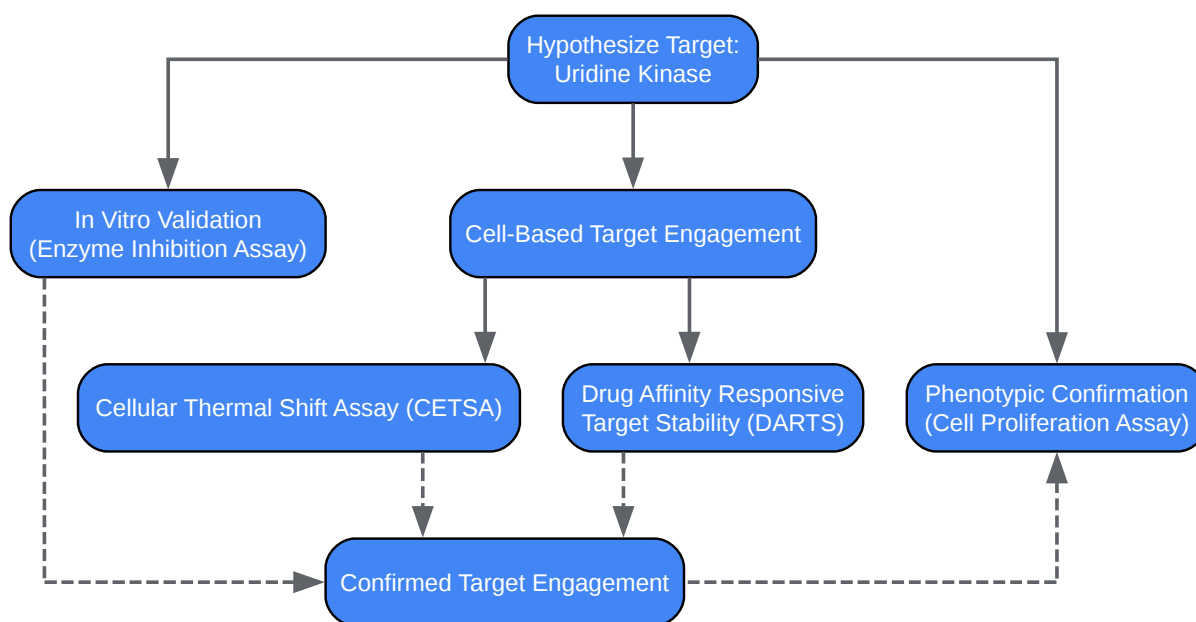 Hypothesize Target:
Uridine Kinase
In Vitro Validation
(Enzyme Inhibition Assay)
Cell-Based Target Engagement
Cellular Thermal Shift Assay (CETSA)
Drug Affinity Responsive
Target Stability (DARTS)
Phenotypic Confirmation
(Cell Proliferation Assay)
Confirmed Target Engagement